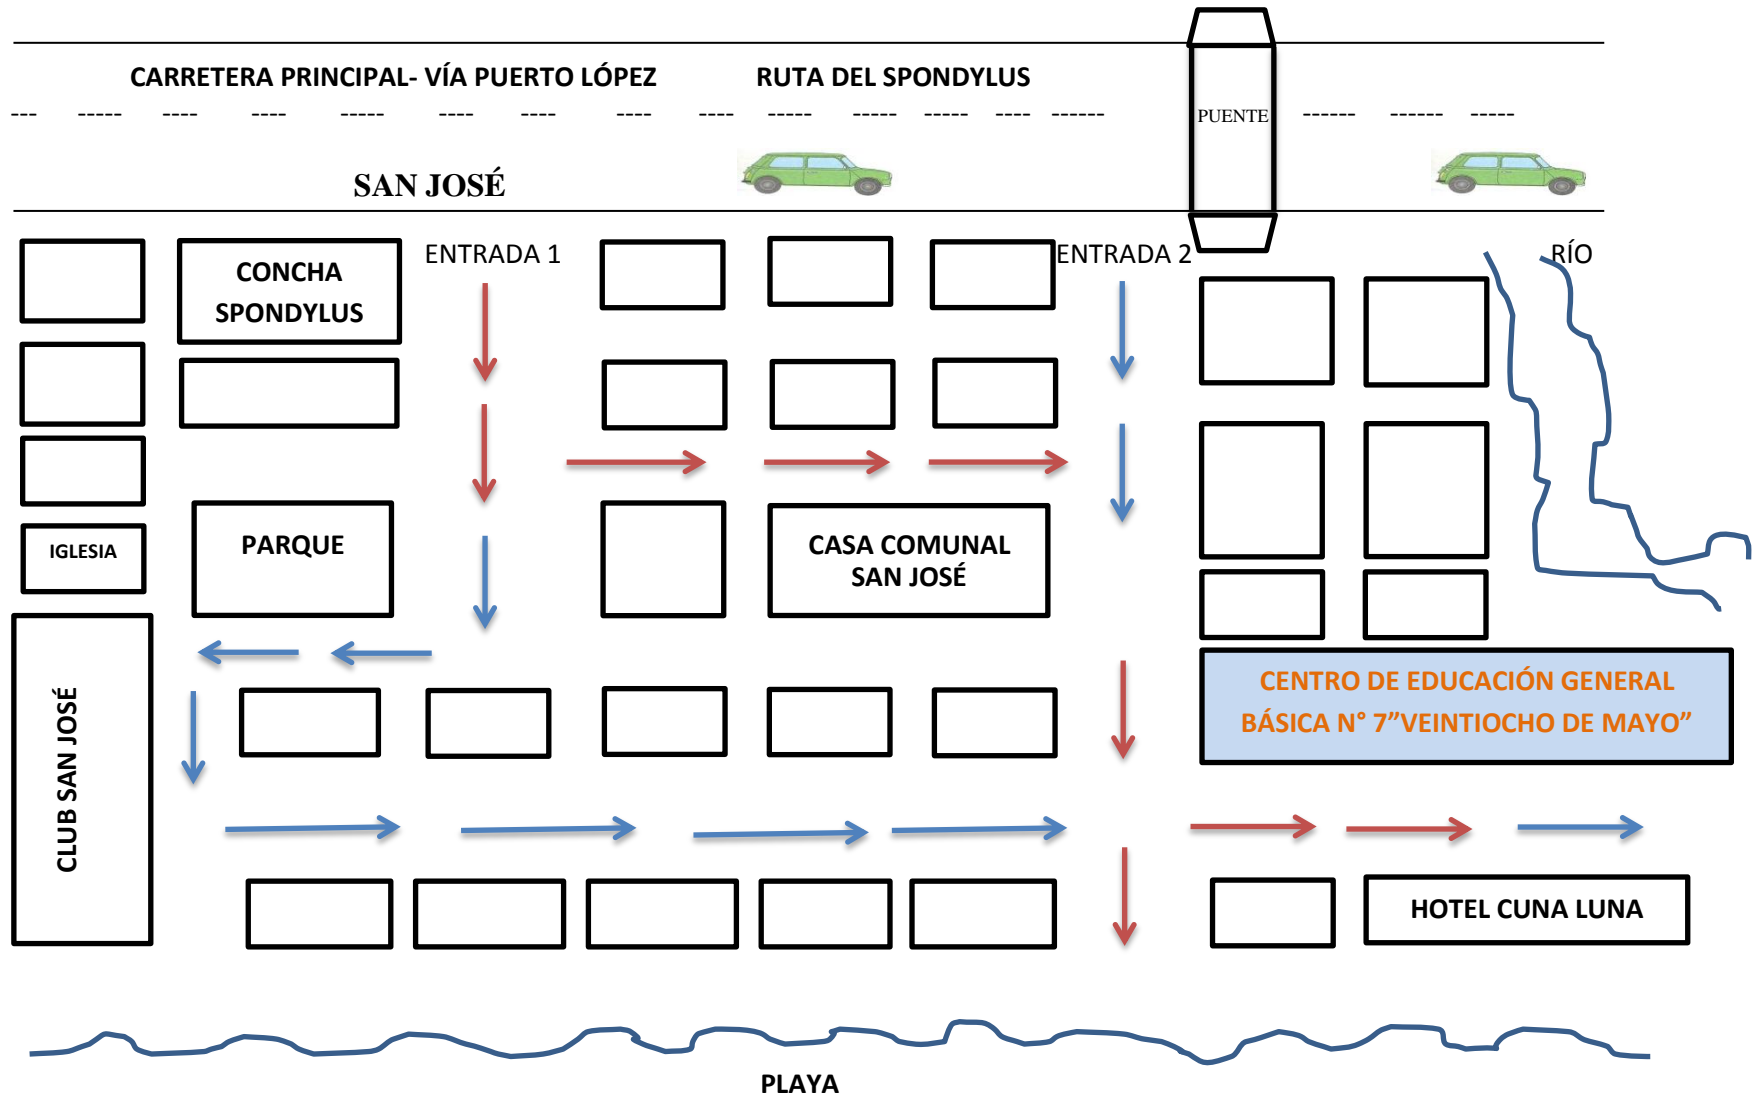 CARRETERA PRINCIPAL- VÍA PUERTO LÓPEZ RUTA DEL SPONDYLUS
PUENTE
SAN JOSÉ
ENTRADA 1
ENTRADA 2
RÍO
CONCHA
SPONDYLUS
IGLESIA
PARQUE
CASA COMUNAL
SAN JOSÉ
CLUB SAN JOSÉ
CENTRO DE EDUCACIÓN GENERAL
BÁSICA N° 7”VEINTIOCHO DE MAYO”
HOTEL CUNA LUNA
PLAYA